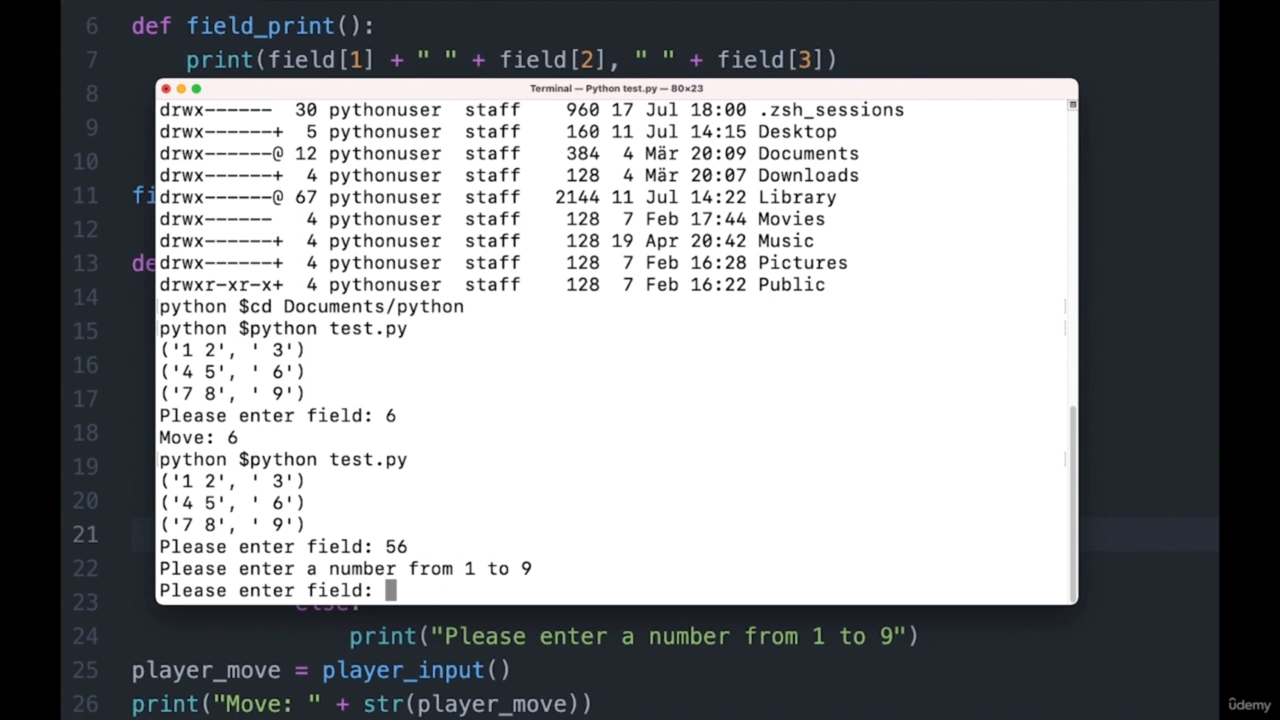 6 def field_print():
7 print(field[1] + " " + field[2], " " + field[3])
Terminal — Python test.py — 80×23
8 drwx------ 30 pythonuser staff 960 17 Jul 18:00 .zsh_sessions
9 drwx------+ 5 pythonuser staff 160 11 Jul 14:15 Desktop
10 drwx------@ 12 pythonuser staff 384 4 Mär 20:09 Documents
drwx------+ 4 pythonuser staff 128 4 Mär 20:07 Downloads
11 fi drwx------@ 67 pythonuser staff 2144 11 Jul 14:22 Library
12 drwx------ 4 pythonuser staff 128 7 Feb 17:44 Movies
drwx------+ 4 pythonuser staff 128 19 Apr 20:42 Music
13 de drwx------+ 4 pythonuser staff 128 7 Feb 16:28 Pictures
14 drwxr-xr-x+ 4 pythonuser staff 128 7 Feb 16:22 Public
python $cd Documents/python
15 python $python test.py
('1 2', ' 3')
16 ('4 5', ' 6')
17 ('7 8', ' 9')
Please enter field: 6
18 Move: 6
19 python $python test.py
('1 2', ' 3')
20 ('4 5', ' 6')
21 ('7 8', ' 9')
Please enter field: 56
22 Please enter a number from 1 to 9
Please enter field:
23 else:
24 print("Please enter a number from 1 to 9")
25 player_move = player_input()
26 print("Move: " + str(player_move))
ûdemy